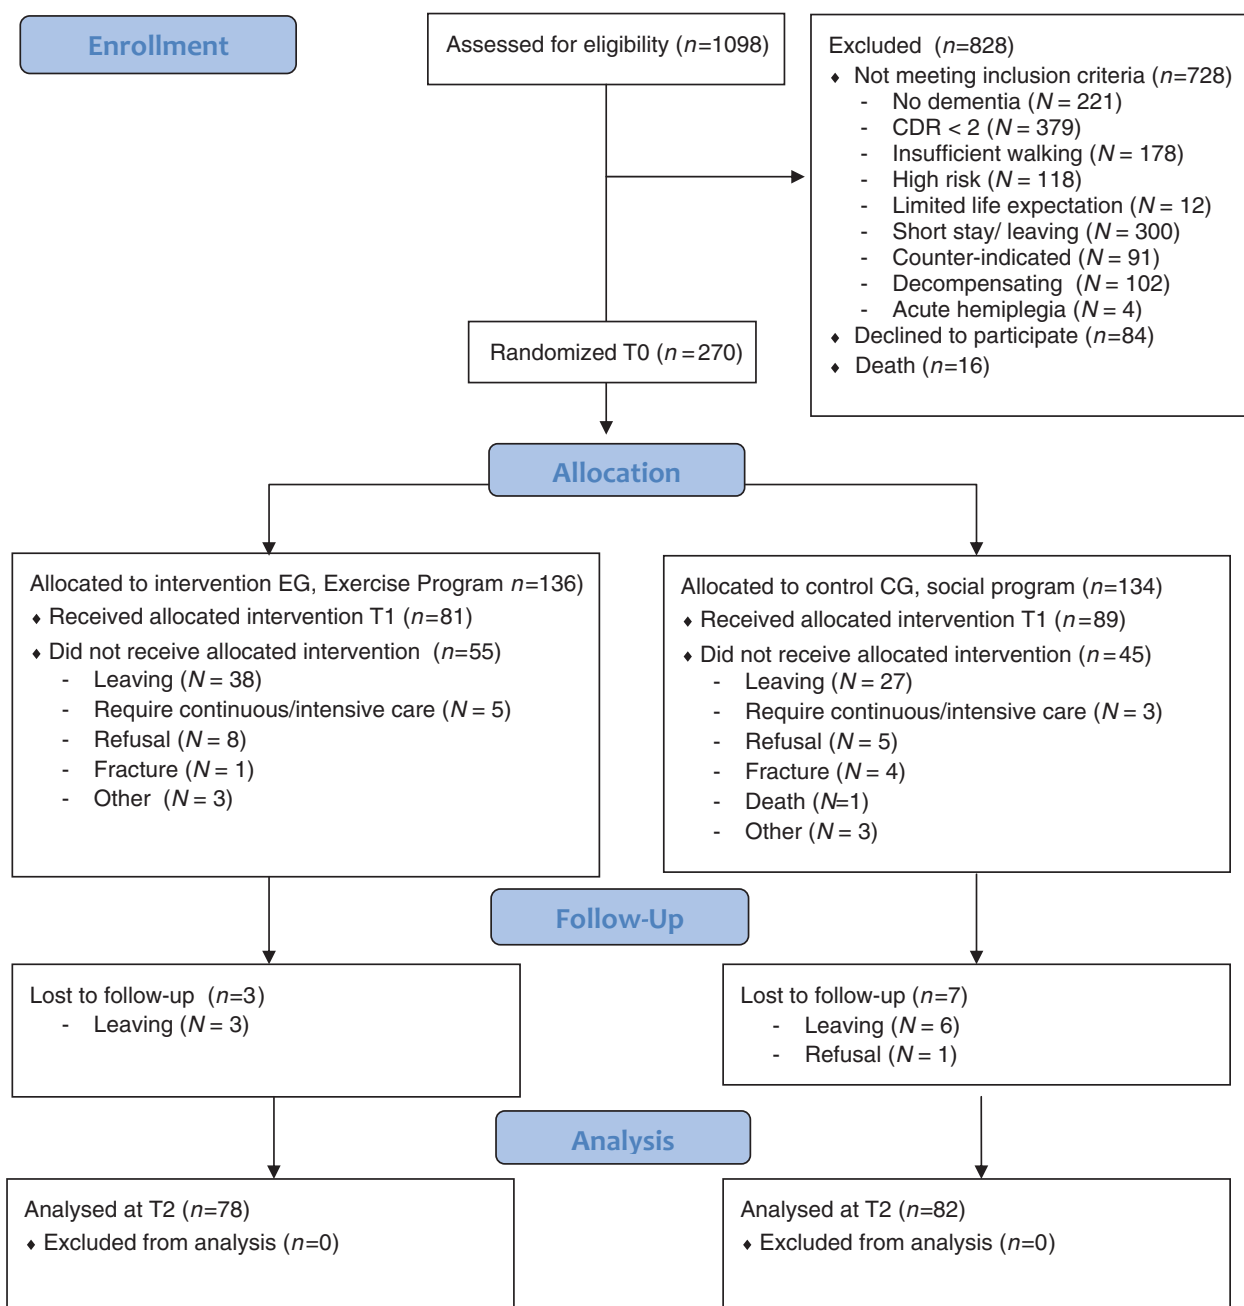 Enrollment
Assessed for eligibility (n=1098)
Excluded (n=828)
♦ Not meeting inclusion criteria (n=728)
- No dementia (N = 221)
- CDR < 2 (N = 379)
- Insufficient walking (N = 178)
- High risk (N = 118)
- Limited life expectation (N = 12)
- Short stay/ leaving (N = 300)
- Counter-indicated (N = 91)
- Decompensating (N = 102)
- Acute hemiplegia (N = 4)
♦ Declined to participate (n=84)
♦ Death (n=16)
Randomized T0 (n = 270)
Allocation
Allocated to intervention EG, Exercise Program n=136)
♦ Received allocated intervention T1 (n=81)
♦ Did not receive allocated intervention (n=55)
- Leaving (N = 38)
- Require continuous/intensive care (N = 5)
- Refusal (N = 8)
- Fracture (N = 1)
- Other (N = 3)
Allocated to control CG, social program (n=134)
♦ Received allocated intervention T1 (n=89)
♦ Did not receive allocated intervention (n=45)
- Leaving (N = 27)
- Require continuous/intensive care (N = 3)
- Refusal (N = 5)
- Fracture (N = 4)
- Death (N=1)
- Other (N = 3)
Follow-Up
Lost to follow-up (n=3)
- Leaving (N = 3)
Lost to follow-up (n=7)
- Leaving (N = 6)
- Refusal (N = 1)
Analysis
Analysed at T2 (n=78)
♦ Excluded from analysis (n=0)
Analysed at T2 (n=82)
♦ Excluded from analysis (n=0)